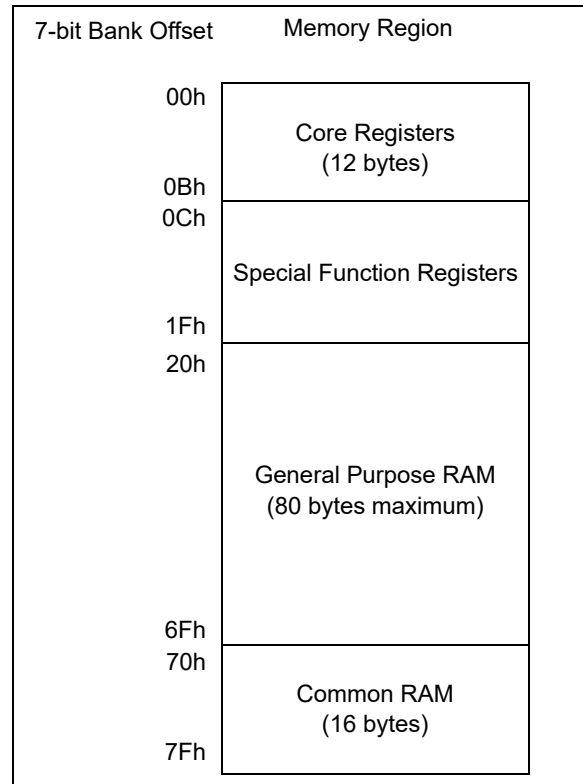 7-bit Bank Offset Memory Region
00h
Core Registers
(12 bytes)
0Bh
0Ch
Special Function Registers
1Fh
20h
General Purpose RAM
(80 bytes maximum)
6Fh
70h
Common RAM
(16 bytes)
7Fh